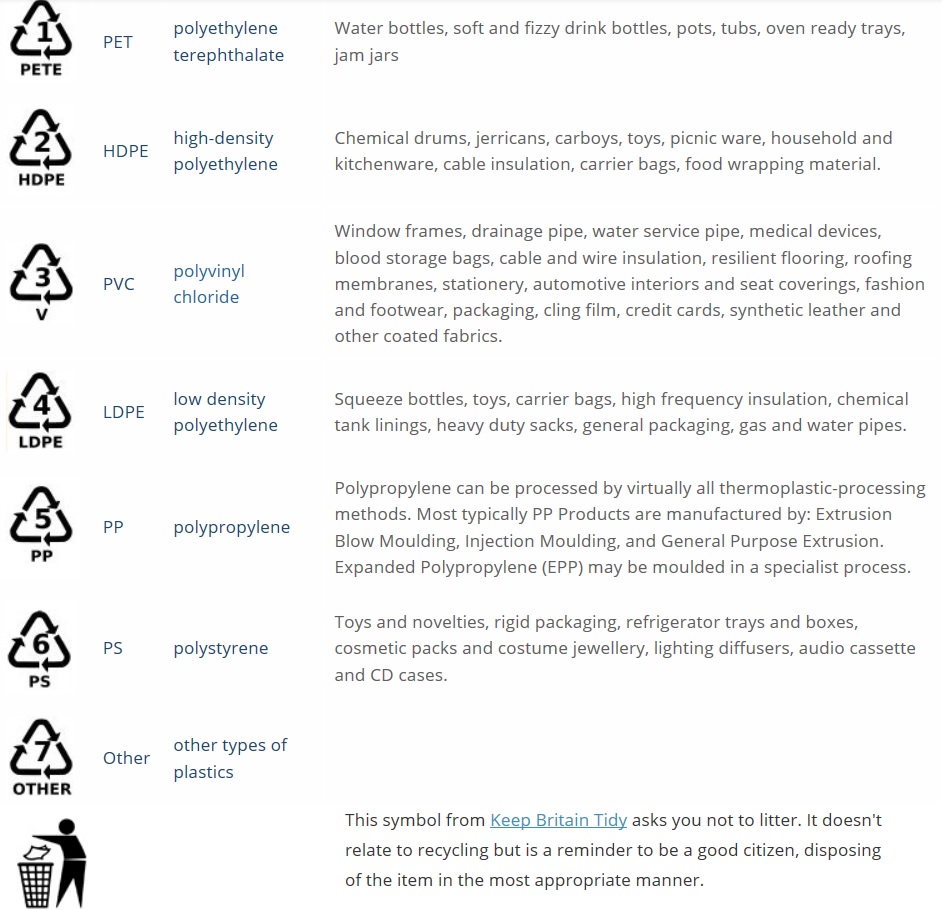 1
PETE
PET
polyethylene
terephthalate
Water bottles, soft and fizzy drink bottles, pots, tubs, oven ready trays,
jam jars
2
HDPE
HDPE
high-density
polyethylene
Chemical drums, jerricans, carboys, toys, picnic ware, household and
kitchenware, cable insulation, carrier bags, food wrapping material.
3
V
PVC
polyvinyl
chloride
Window frames, drainage pipe, water service pipe, medical devices,
blood storage bags, cable and wire insulation, resilient flooring, roofing
membranes, stationery, automotive interiors and seat coverings, fashion
and footwear, packaging, cling film, credit cards, synthetic leather and
other coated fabrics.
4
LDPE
LDPE
low density
polyethylene
Squeeze bottles, toys, carrier bags, high frequency insulation, chemical
tank linings, heavy duty sacks, general packaging, gas and water pipes.
5
PP
PP
polypropylene
Polypropylene can be processed by virtually all thermoplastic-processing
methods. Most typically PP Products are manufactured by: Extrusion
Blow Moulding, Injection Moulding, and General Purpose Extrusion.
Expanded Polypropylene (EPP) may be moulded in a specialist process.
6
PS
PS
polystyrene
Toys and novelties, rigid packaging, refrigerator trays and boxes,
cosmetic packs and costume jewellery, lighting diffusers, audio cassette
and CD cases.
7
OTHER
Other
other types of
plastics
This symbol from Keep Britain Tidy asks you not to litter. It doesn't
relate to recycling but is a reminder to be a good citizen, disposing
of the item in the most appropriate manner.